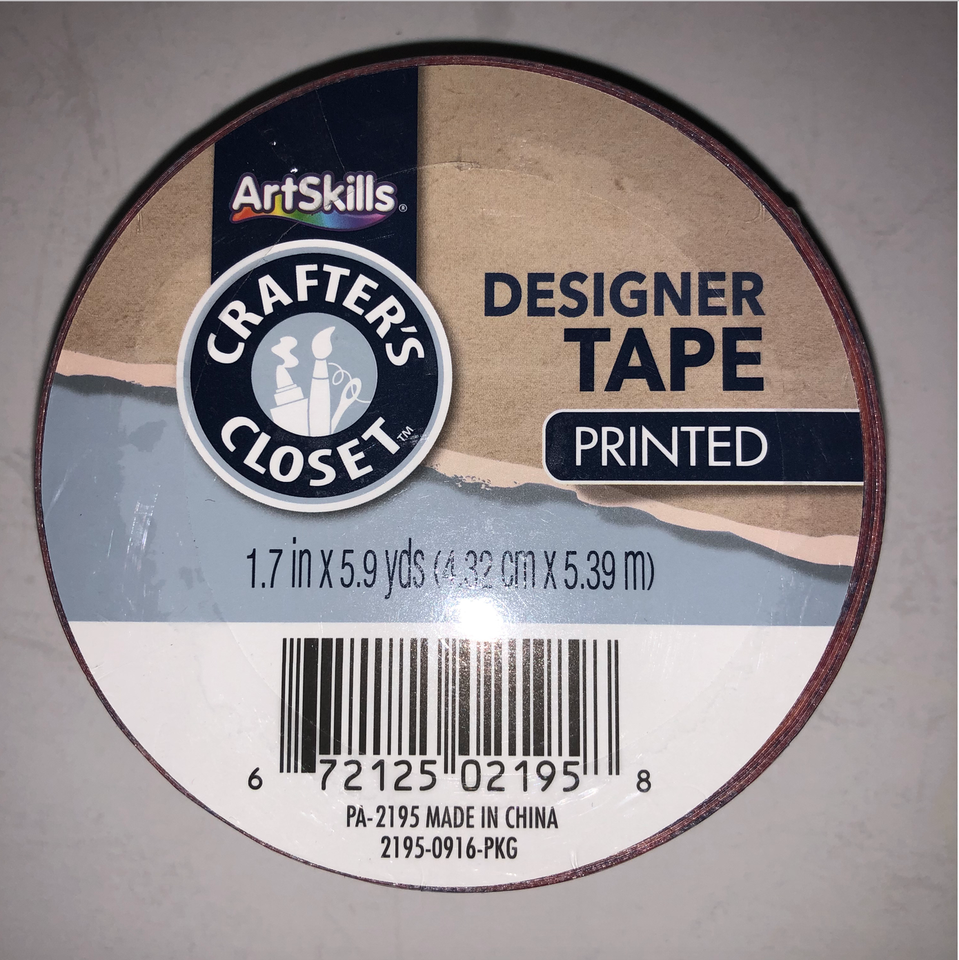 ArtSkills®
CRAFTER'S
CLOSET™
DESIGNER
TAPE
PRINTED
1.7 in x 5.9 yds (4.32 cm x 5.39 m)
6 72125 02195 8
PA-2195 MADE IN CHINA
2195-0916-PKG